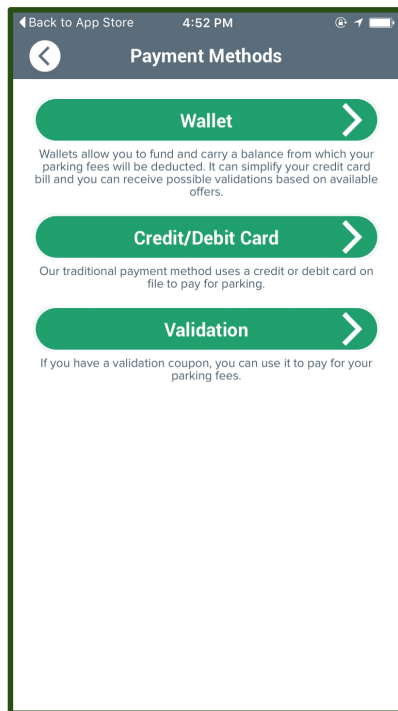 Back to App Store 4:52 PM
Payment Methods
Wallet
Wallets allow you to fund and carry a balance from which your
parking fees will be deducted. It can simplify your credit card
bill and you can receive possible validations based on available
offers.
Credit/Debit Card
Our traditional payment method uses a credit or debit card on
file to pay for parking.
Validation
If you have a validation coupon, you can use it to pay for your
parking fees.